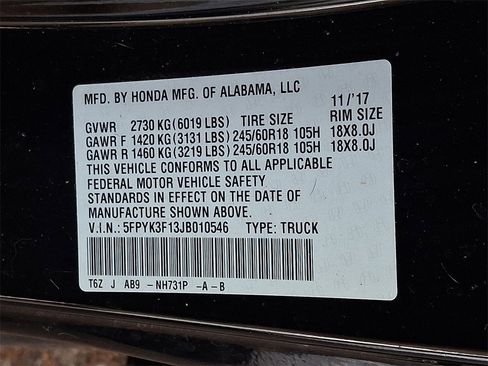 MFD. BY HONDA MFG. OF ALABAMA, LLC
11/'17
GVWR 2730 KG(6019 LBS) TIRE SIZE RIM SIZE
GAWR F 1420 KG(3131 LBS)245/60R18 105H 18X8.0J
GAWR R 1460 KG(3219 LBS)245/60R18 105H 18X8.0J
THIS VEHICLE CONFORMS TO ALL APPLICABLE
FEDERAL MOTOR VEHICLE SAFETY
STANDARDS IN EFFECT ON THE DATE OF
MANUFACTURE SHOWN ABOVE.
V.I.N.: 5FPYK3F13JB010546 TYPE: TRUCK
T6Z J AB9 -NH731P -A-B